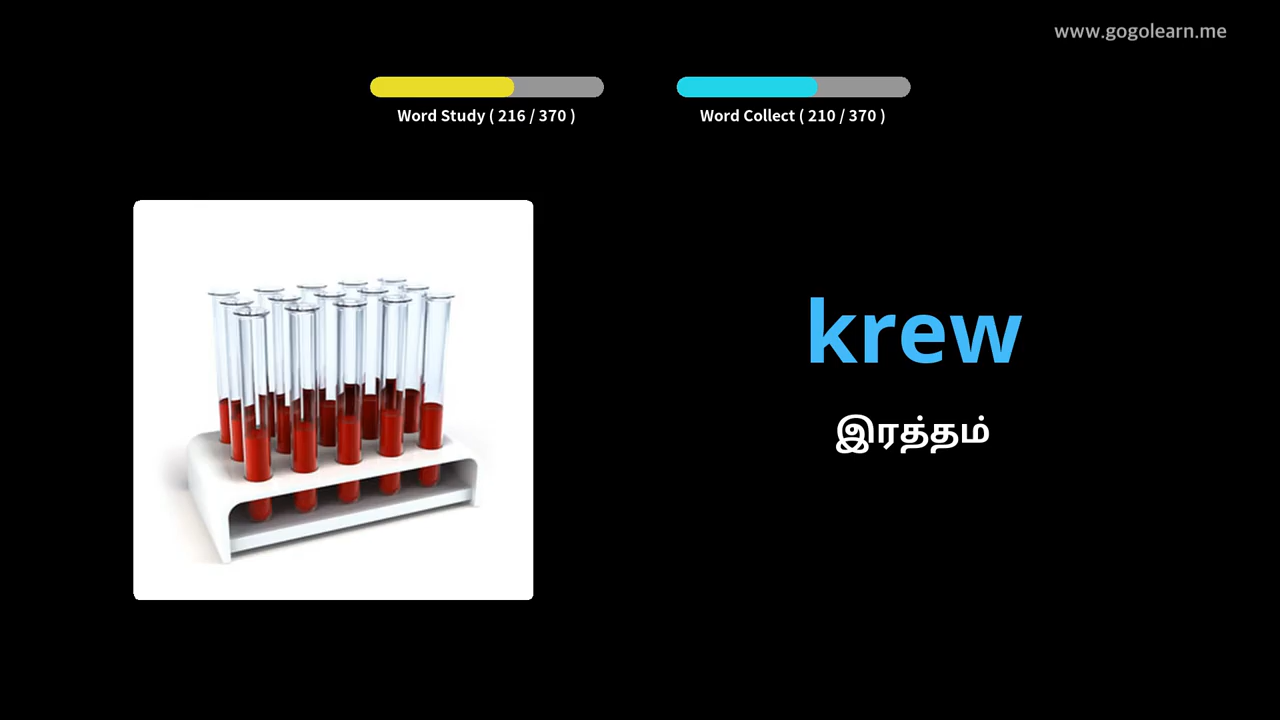 www.gogolearn.me
Word Study ( 216 / 370 )
Word Collect ( 210 / 370 )
krew
இரத்தம்